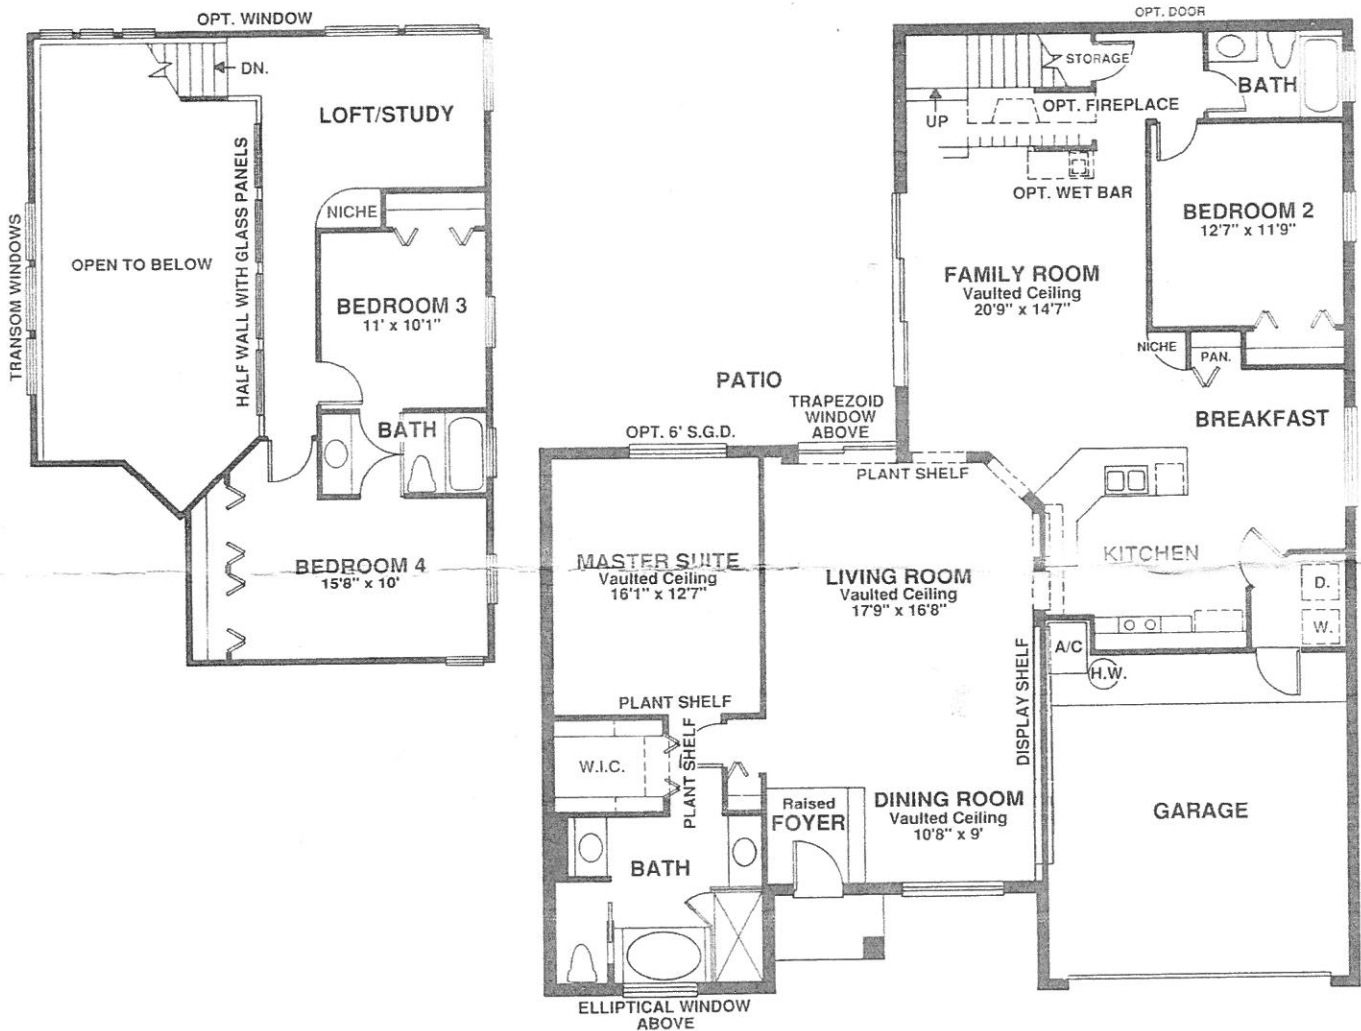 OPT. WINDOW
DN.
LOFT/STUDY
HALF WALL WITH GLASS PANELS
TRANSOM WINDOWS
OPEN TO BELOW
NICHE
BEDROOM 3
11' x 10'1"
BATH
BEDROOM 4
15'8" x 10'
OPT. DOOR
STORAGE
BATH
UP
OPT. FIREPLACE
OPT. WET BAR
BEDROOM 2
12'7" x 11'9"
FAMILY ROOM
Vaulted Ceiling
20'9" x 14'7"
NICHE
PAN.
PATIO
TRAPEZOID
WINDOW
ABOVE
BREAKFAST
OPT. 6' S.G.D.
PLANT SHELF
KITCHEN
MASTER SUITE
Vaulted Ceiling
16'1" x 12'7"
LIVING ROOM
Vaulted Ceiling
17'9" x 16'8"
D.
W.
A/C
H.W.
DISPLAY SHELF
PLANT SHELF
PLANT SHELF
W.I.C.
Raised
FOYER
DINING ROOM
Vaulted Ceiling
10'8" x 9'
GARAGE
BATH
ELLIPTICAL WINDOW
ABOVE